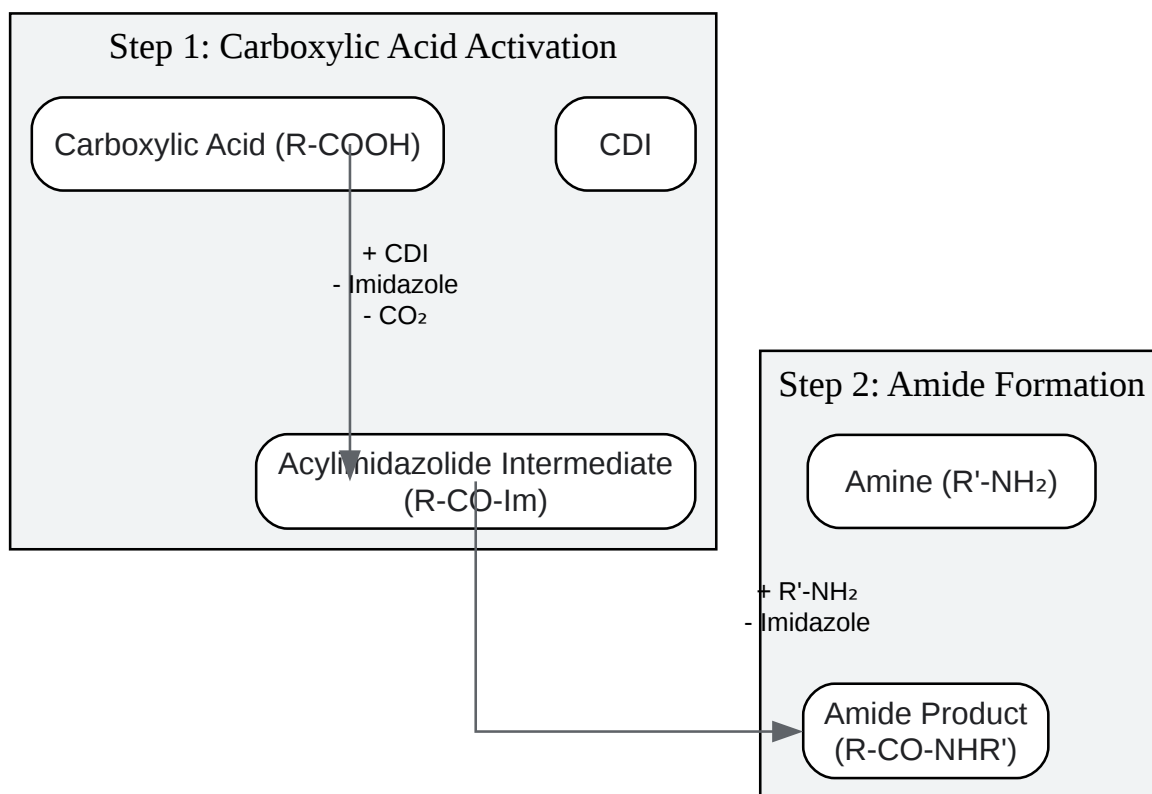 Step 1: Carboxylic Acid Activation
Carboxylic Acid (R-COOH)
CDI
+ CDI
- Imidazole
- CO₂
Acylimidazolide Intermediate
(R-CO-Im)
Step 2: Amide Formation
Amine (R'-NH₂)
+ R'-NH₂
- Imidazole
Amide Product
(R-CO-NHR')